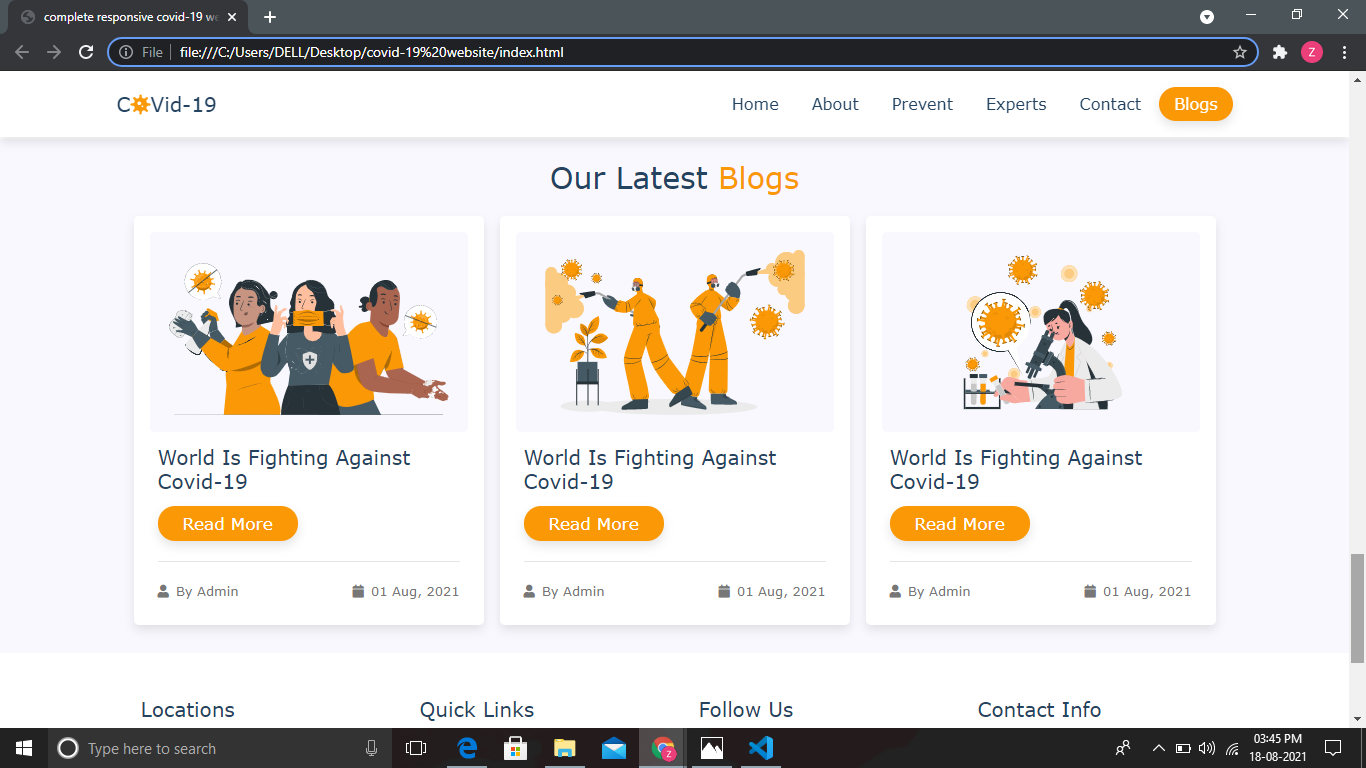 complete responsive covid-19 we
File
file:///C:/Users/DELL/Desktop/covid-19%20website/index.html
Z
C Vid-19
Home
About
Prevent
Experts
Contact
Blogs
Our Latest Blogs
World Is Fighting Against
Covid-19
Read More
By Admin
01 Aug, 2021
World Is Fighting Against
Covid-19
Read More
By Admin
01 Aug, 2021
World Is Fighting Against
Covid-19
Read More
By Admin
01 Aug, 2021
Locations
Quick Links
Follow Us
Contact Info
Type here to search
Z
03:45 PM
18-08-2021